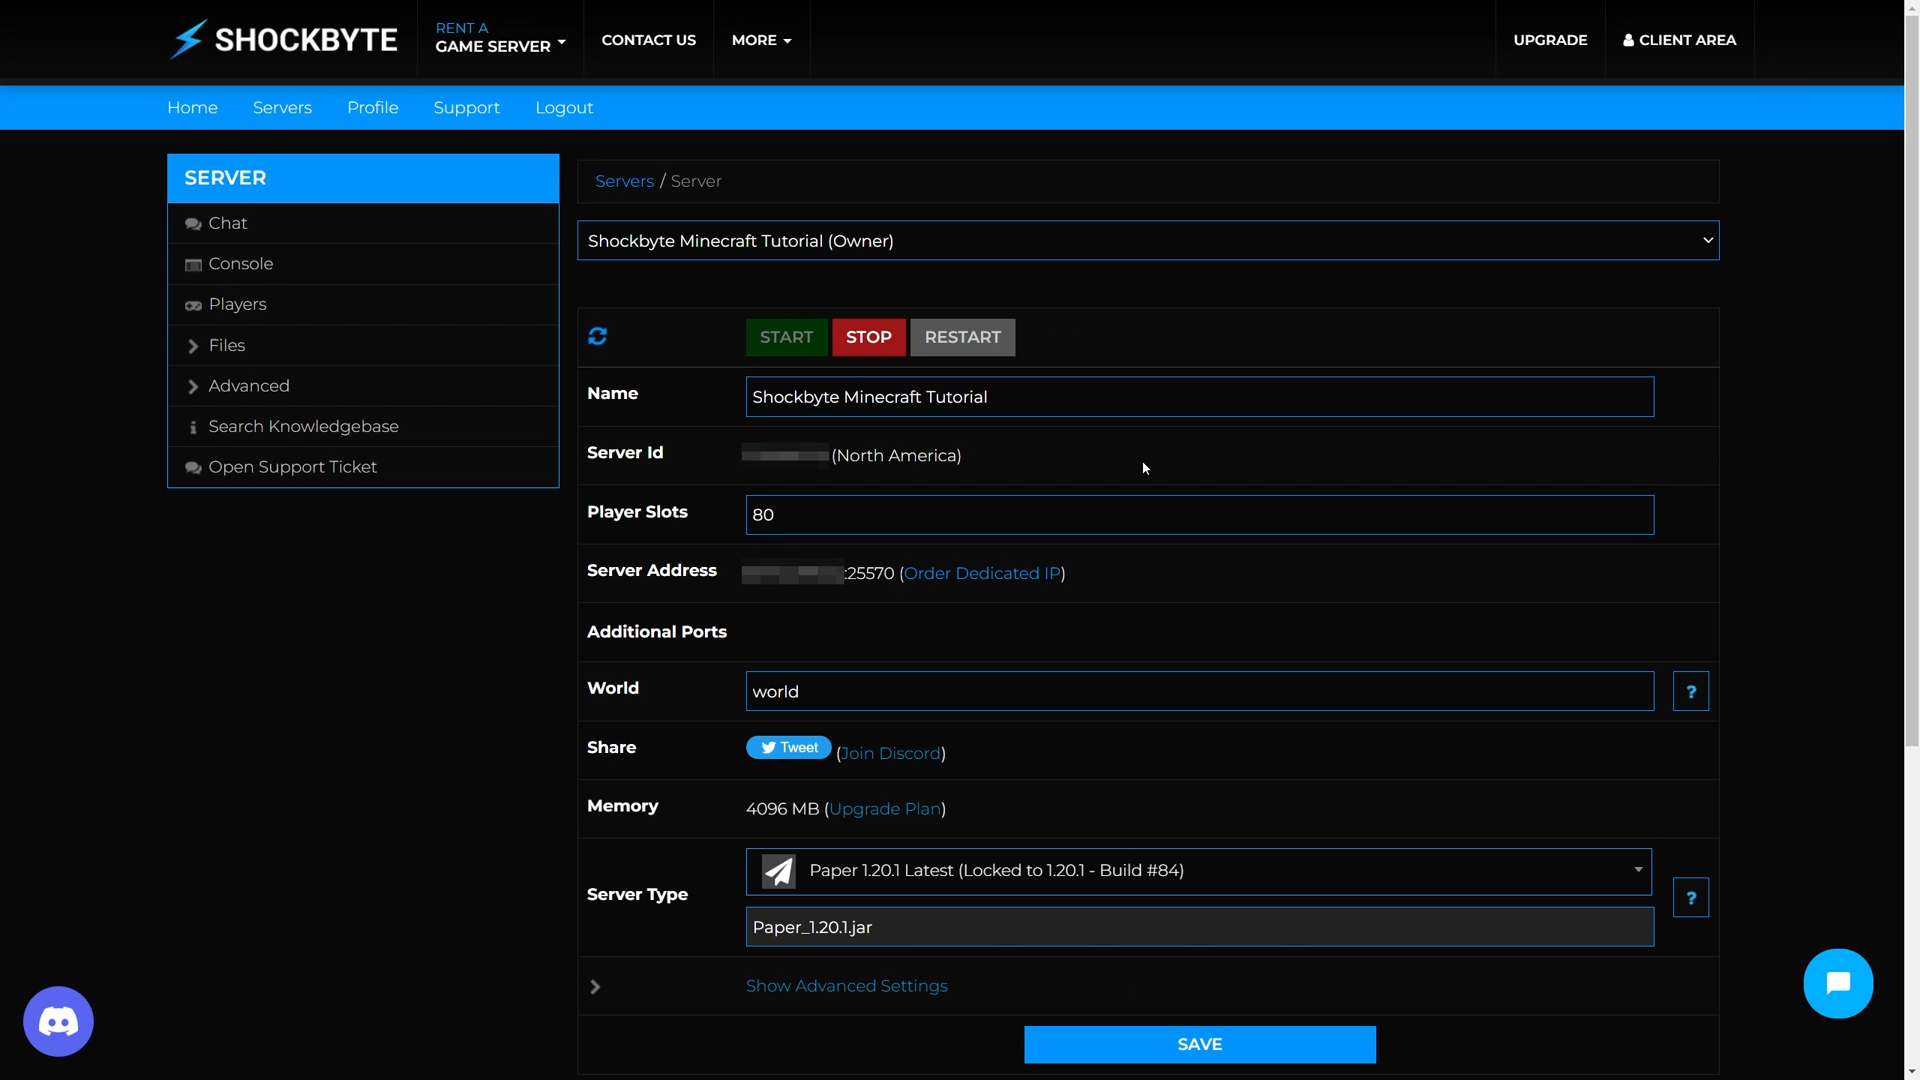 SHOCKBYTE
RENT A
GAME SERVER
CONTACT US
MORE
UPGRADE
CLIENT AREA
Home
Servers
Profile
Support
Logout
SERVER
Chat
Console
Players
Files
Advanced
Search Knowledgebase
Open Support Ticket
Servers / Server
Shockbyte Minecraft Tutorial (Owner)
START
STOP
RESTART
Name
Shockbyte Minecraft Tutorial
Server Id
(North America)
Player Slots
80
Server Address
:25570 (Order Dedicated IP)
Additional Ports
World
world
?
Share
Tweet
(Join Discord)
Memory
4096 MB (Upgrade Plan)
Server Type
Paper 1.20.1 Latest (Locked to 1.20.1 - Build #84)
Paper_1.20.1.jar
?
Show Advanced Settings
SAVE